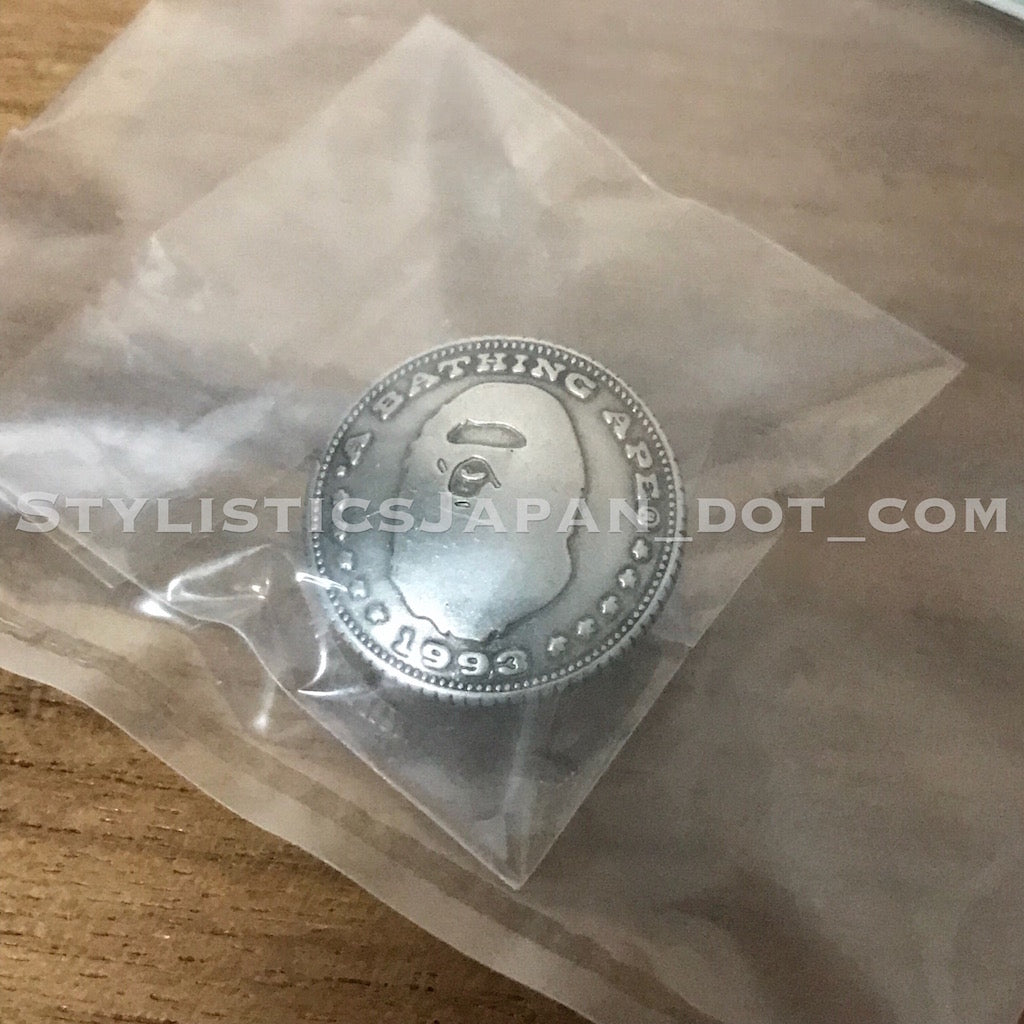 A BATHING APE®
StylisticsJapan_dot_com
1993